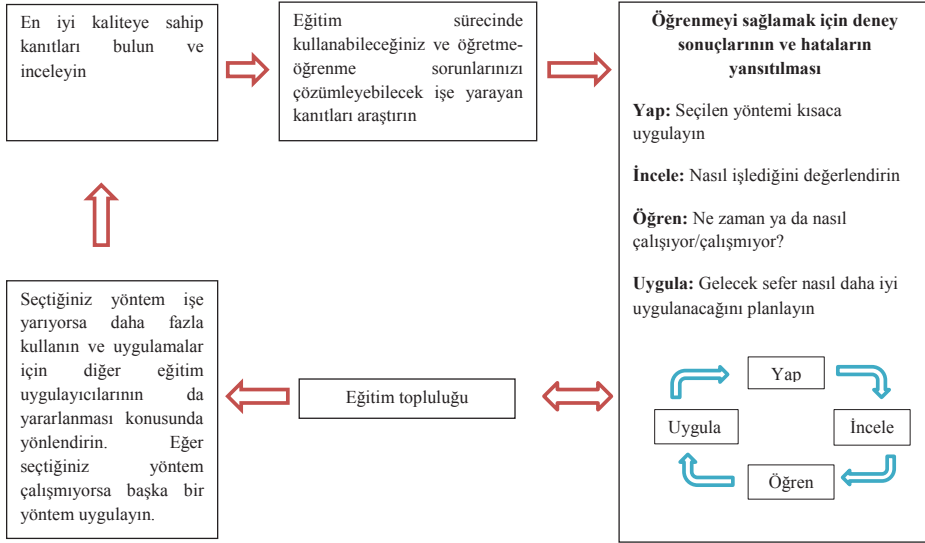 En iyi kaliteye sahip
kanıtları bulun ve
inceleyin
Eğitim sürecinde
kullanabileceğiniz ve öğretme-
öğrenme sorunlarınızı
çözümleyebilecek işe yarayan
kanıtları araştırın
Öğrenmeyi sağlamak için deney
sonuçlarının ve hataların
yansıtılması
Yap: Seçilen yöntemi kısaca
uygulayın
İncele: Nasıl işlediğini değerlendirin
Öğren: Ne zaman ya da nasıl
çalışıyor/çalışmıyor?
Uygula: Gelecek sefer nasıl daha iyi
uygulanacağını planlayın
Yap
İncele
Öğren
Uygula
Eğitim topluluğu
Seçtiğiniz yöntem işe
yarıyorsa daha fazla
kullanın ve uygulamalar
için diğer eğitim
uygulayıcılarının da
yararlanması konusunda
yönlendirin. Eğer
seçtiğiniz yöntem
çalışmıyorsa başka bir
yöntem uygulayın.